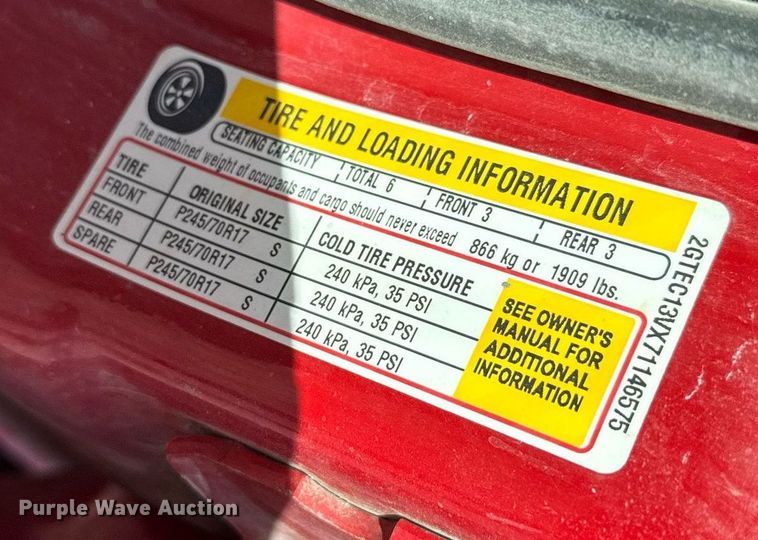 TIRE AND LOADING INFORMATION
SEATING CAPACITY TOTAL 6 FRONT 3 REAR 3
The combined weight of occupants and cargo should never exceed 866 kg or 1909 lbs.
TIRE ORIGINAL SIZE COLD TIRE PRESSURE
FRONT P245/70R17 S 240 kPa, 35 PSI
REAR P245/70R17 S 240 kPa, 35 PSI
SPARE P245/70R17 S 240 kPa, 35 PSI
SEE OWNER'S
MANUAL FOR
ADDITIONAL
INFORMATION
2GTEC13VX71146575
Purple Wave Auction